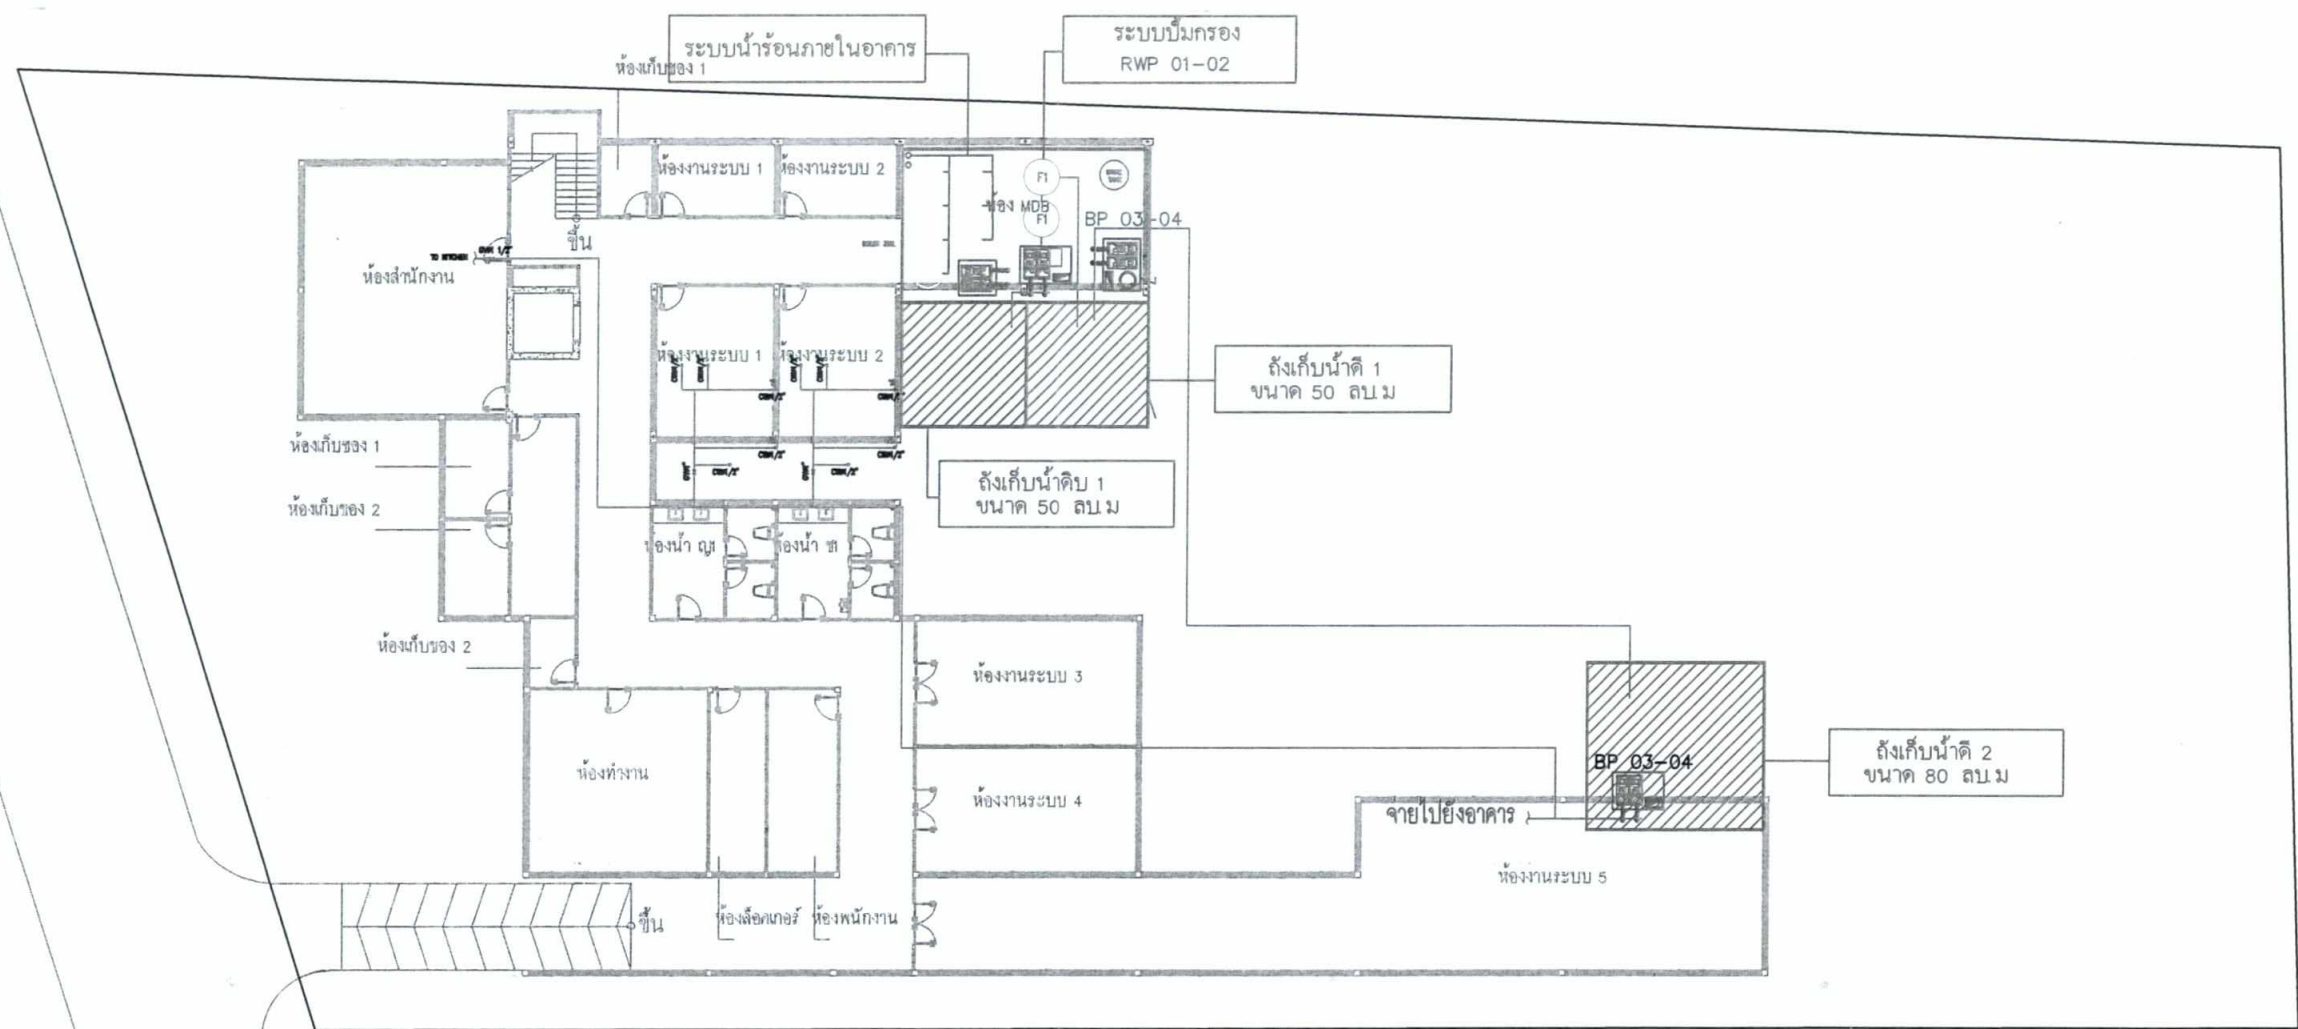 ระบบน้ำร้อนภายในอาคาร
ระบบปั๊มกรอง
RWP 01-02
ห้องเก็บของ 1
ห้องงานระบบ 1
ห้องงานระบบ 2
F1
ห้อง MDB
F1
BP 03-04
ขึ้น
TO KITCHEN
ห้องสำนักงาน
ห้องงานระบบ 1
ห้องงานระบบ 2
ถังเก็บน้ำดี 1
ขนาด 50 ลบ.ม
ห้องเก็บของ 1
ถังเก็บน้ำดิบ 1
ขนาด 50 ลบ.ม
ห้องเก็บของ 2
ห้องน้ำ ญ1
ห้องน้ำ ช1
ห้องเก็บของ 2
ห้องงานระบบ 3
ถังเก็บน้ำดี 2
ขนาด 80 ลบ.ม
BP 03-04
ห้องทำงาน
ห้องงานระบบ 4
จ่ายไปยังอาคาร
ห้องงานระบบ 5
ขึ้น
ห้องล็อคเกอร์
ห้องพนักงาน